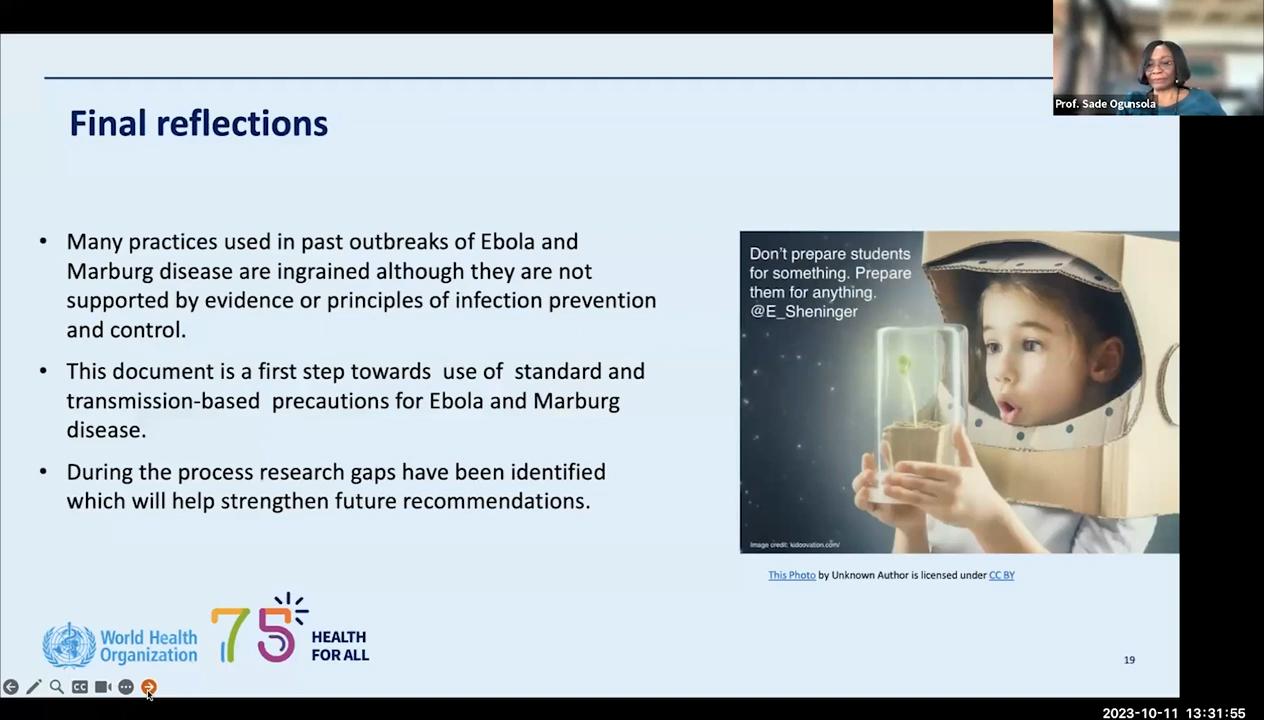 Prof. Sade Ogunsola
Final reflections
• Many practices used in past outbreaks of Ebola and
Marburg disease are ingrained although they are not
supported by evidence or principles of infection prevention
and control.
• This document is a first step towards use of standard and
transmission-based precautions for Ebola and Marburg
disease.
• During the process research gaps have been identified
which will help strengthen future recommendations.
Don't prepare students
for something. Prepare
them for anything.
@E_Sheninger
Image credit: kidoovation.com/
This Photo by Unknown Author is licensed under CC BY
World Health
Organization
75
HEALTH
FOR ALL
19
CC
2023-10-11 13:31:55